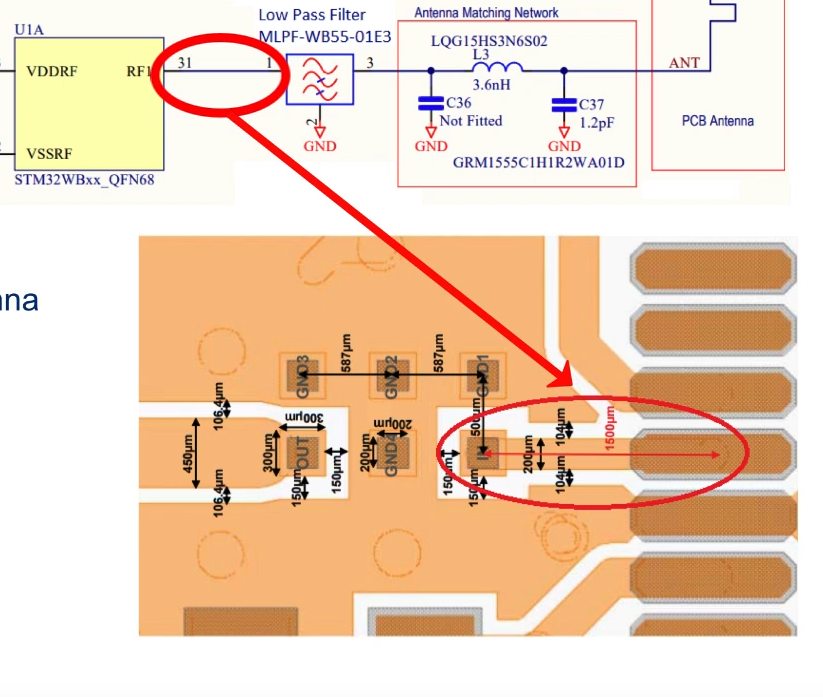 Low Pass Filter
MLPF-WB55-01E3
Antenna Matching Network
U1A
VDDRF
RF1
31
1
3
2
GND
LQG15HS3N6S02
L3
3.6nH
C36
Not Fitted
GND
C37
1.2pF
GND
GRM1555C1H1R2WA01D
ANT
PCB Antenna
VSSRF
STM32WBxx_QFN68
nna
587µm
587µm
GND3
GND2
GND1
106.4µm
300µm
200µm
500µm
104µm
1500µm
450µm
300µm
OUT
150µm
200µm
GND4
150µm
IN
200µm
104µm
106.4µm
150µm
150µm